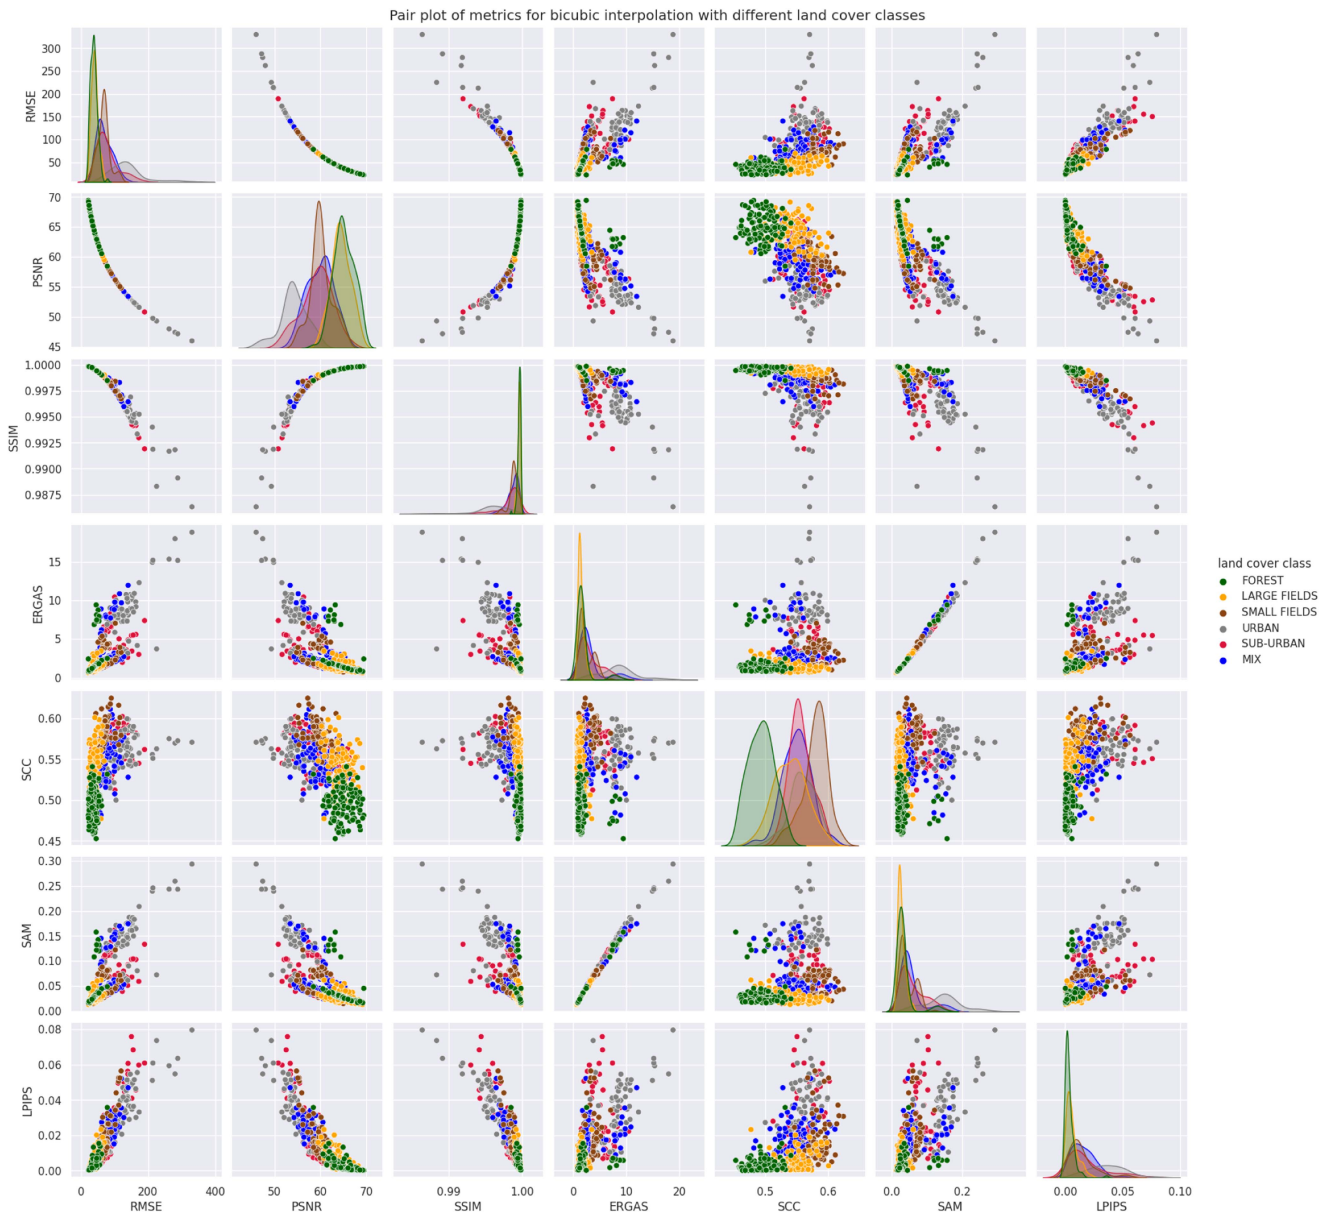 Pair plot of metrics for bicubic interpolation with different land cover classes
300
250
200
150
100
50
RMSE
70
65
60
55
50
45
PSNR
1.0000
0.9975
0.9950
0.9925
0.9900
0.9875
SSIM
15
10
5
0
ERGAS
land cover class
FOREST
LARGE FIELDS
SMALL FIELDS
URBAN
SUB-URBAN
MIX
0.60
0.55
0.50
0.45
SCC
0.30
0.25
0.20
0.15
0.10
0.05
0.00
SAM
0.08
0.06
0.04
0.02
0.00
LPIPS
0 200 400 50 60 70 0.99 1.00 0 10 20 0.5 0.6 0.0 0.2 0.00 0.05 0.10
RMSE PSNR SSIM ERGAS SCC SAM LPIPS